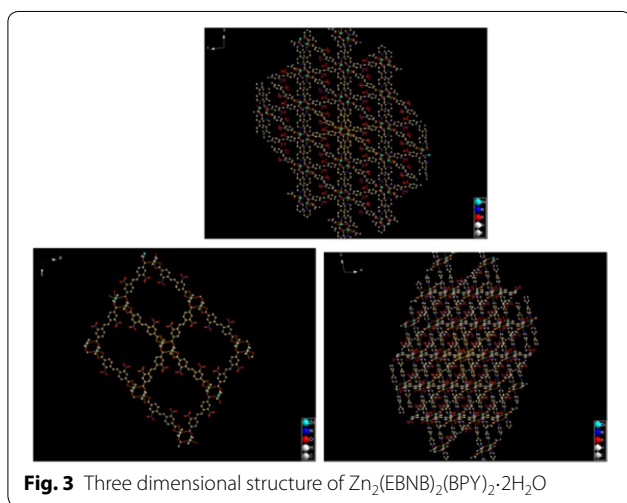 Fig. 3 Three dimensional structure of Zn₂(EBNB)₂(BPY)₂·2H₂O